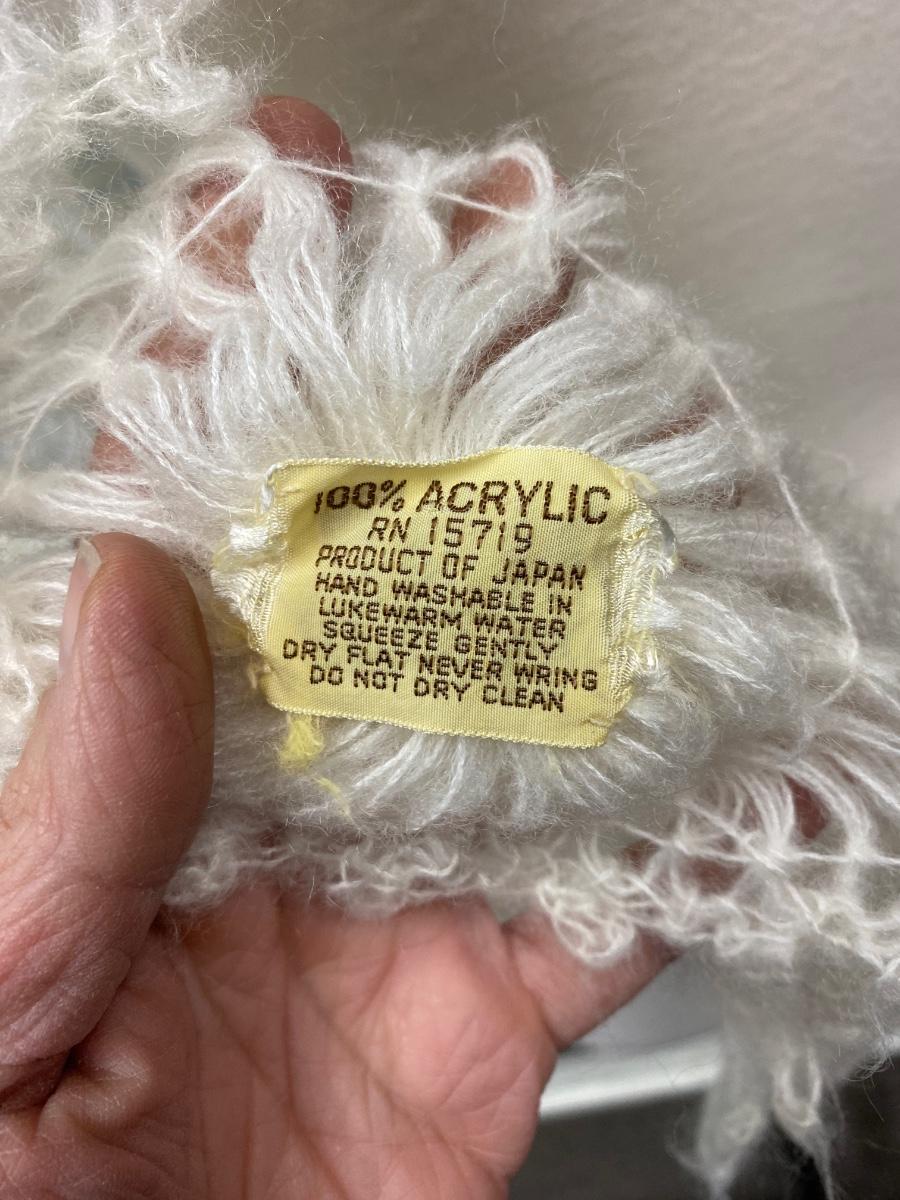 100% ACRYLIC
RN 15719
PRODUCT OF JAPAN
HAND WASHABLE IN
LUKEWARM WATER
SQUEEZE GENTLY
DRY FLAT NEVER WRING
DO NOT DRY CLEAN